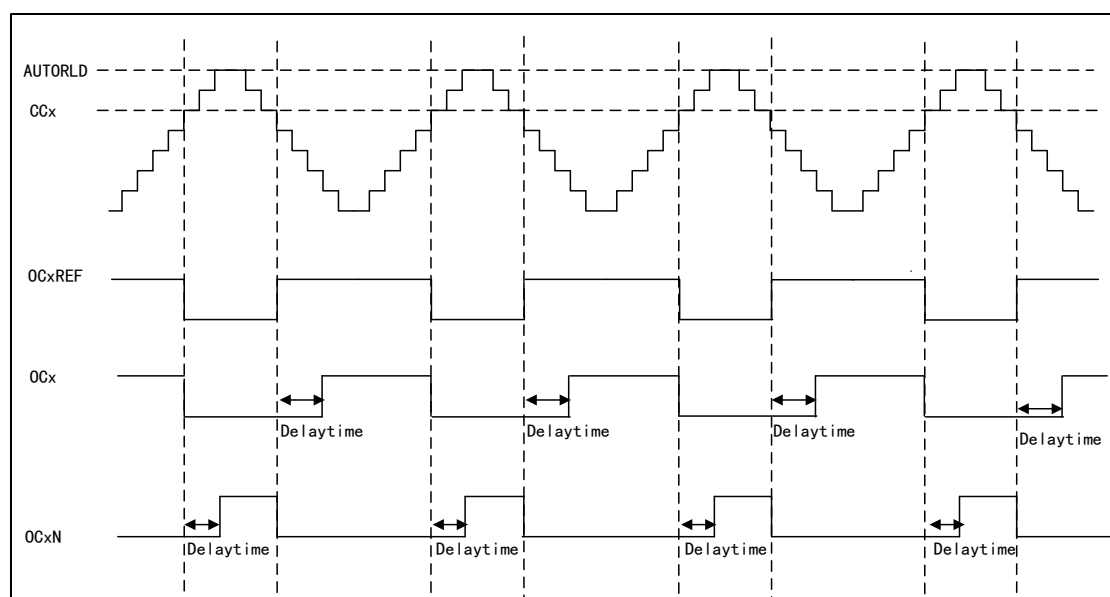 AUTORLD
CCx
OCxREF
OCx
Delaytime
Delaytime
Delaytime
Delaytime
OCxN
Delaytime
Delaytime
Delaytime
Delaytime